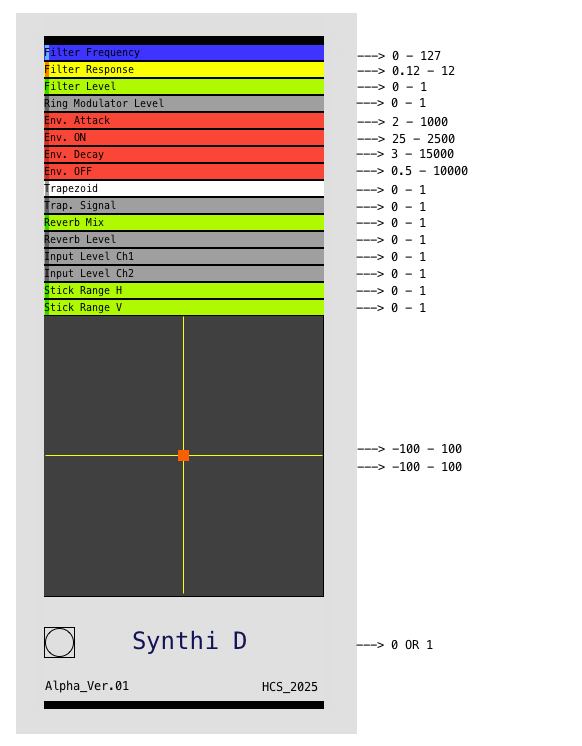 Filter Frequency ———> 0 – 127
Filter Response ———> 0.12 – 12
Filter Level ———> 0 – 1
Ring Modulator Level ———> 0 – 1
Env. Attack ———> 2 – 1000
Env. ON ———> 25 – 2500
Env. Decay ———> 3 – 15000
Env. OFF ———> 0.5 – 10000
Trapezoid ———> 0 – 1
Trap. Signal ———> 0 – 1
Reverb Mix ———> 0 – 1
Reverb Level ———> 0 – 1
Input Level Ch1 ———> 0 – 1
Input Level Ch2 ———> 0 – 1
Stick Range H ———> 0 – 1
Stick Range V ———> 0 – 1
———> –100 – 100
———> –100 – 100
Synthi D ———> 0 OR 1
Alpha_Ver.01 HCS_2025